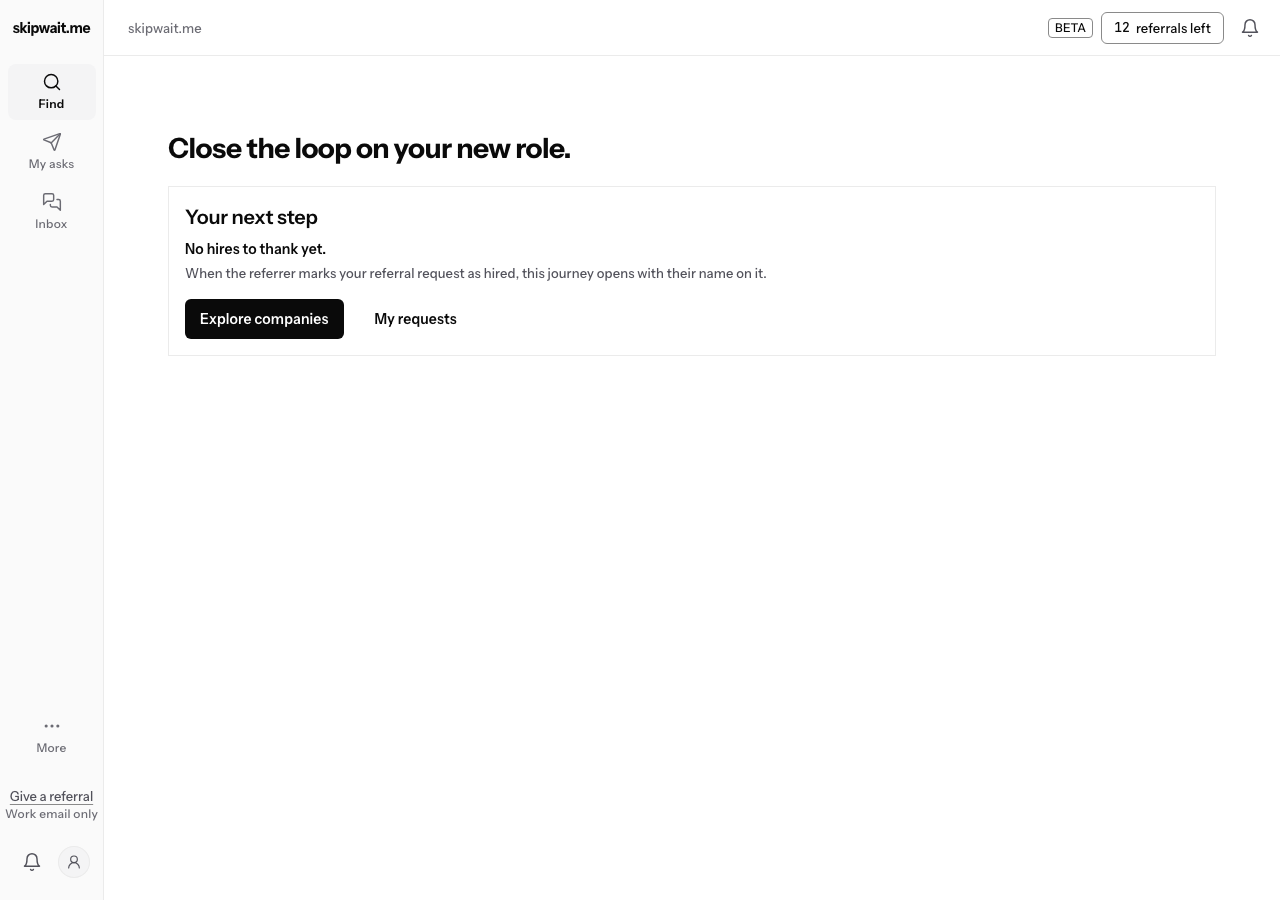 skipwait.me
Find
My asks
Inbox
More
Give a referral
Work email only
skipwait.me
BETA
12 referrals left
Close the loop on your new role.
Your next step
No hires to thank yet.
When the referrer marks your referral request as hired, this journey opens with their name on it.
Explore companies
My requests